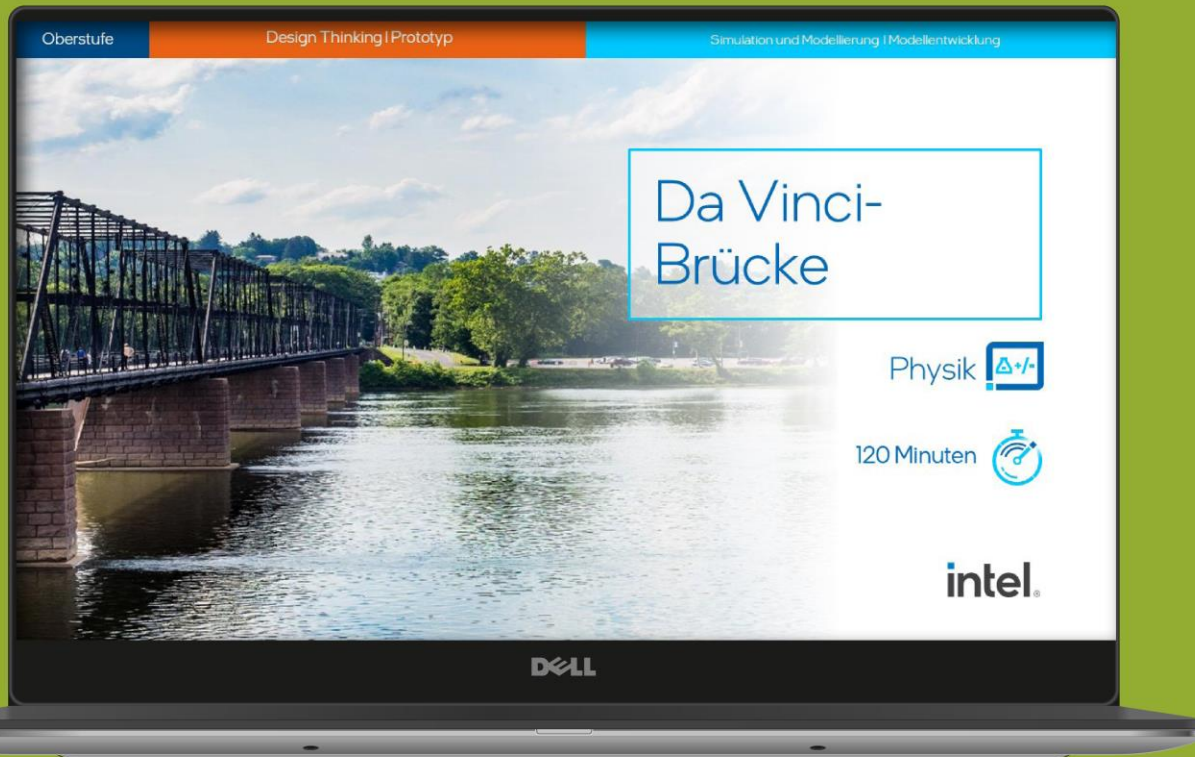 Oberstufe
Design Thinking | Prototyp
Simulation und Modellierung | Modellentwicklung
Da Vinci-
Brücke
Physik
+/-
120 Minuten
intel®
DELL